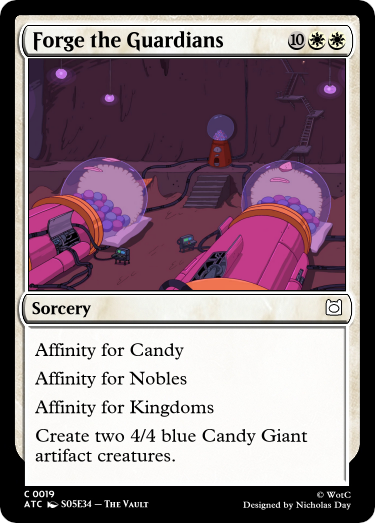 Forge the Guardians 10
Sorcery
Affinity for Candy
Affinity for Nobles
Affinity for Kingdoms
Create two 4/4 blue Candy Giant
artifact creatures.
C 0019 © WotC
ATC S05E34 — The Vault Designed by Nicholas Day